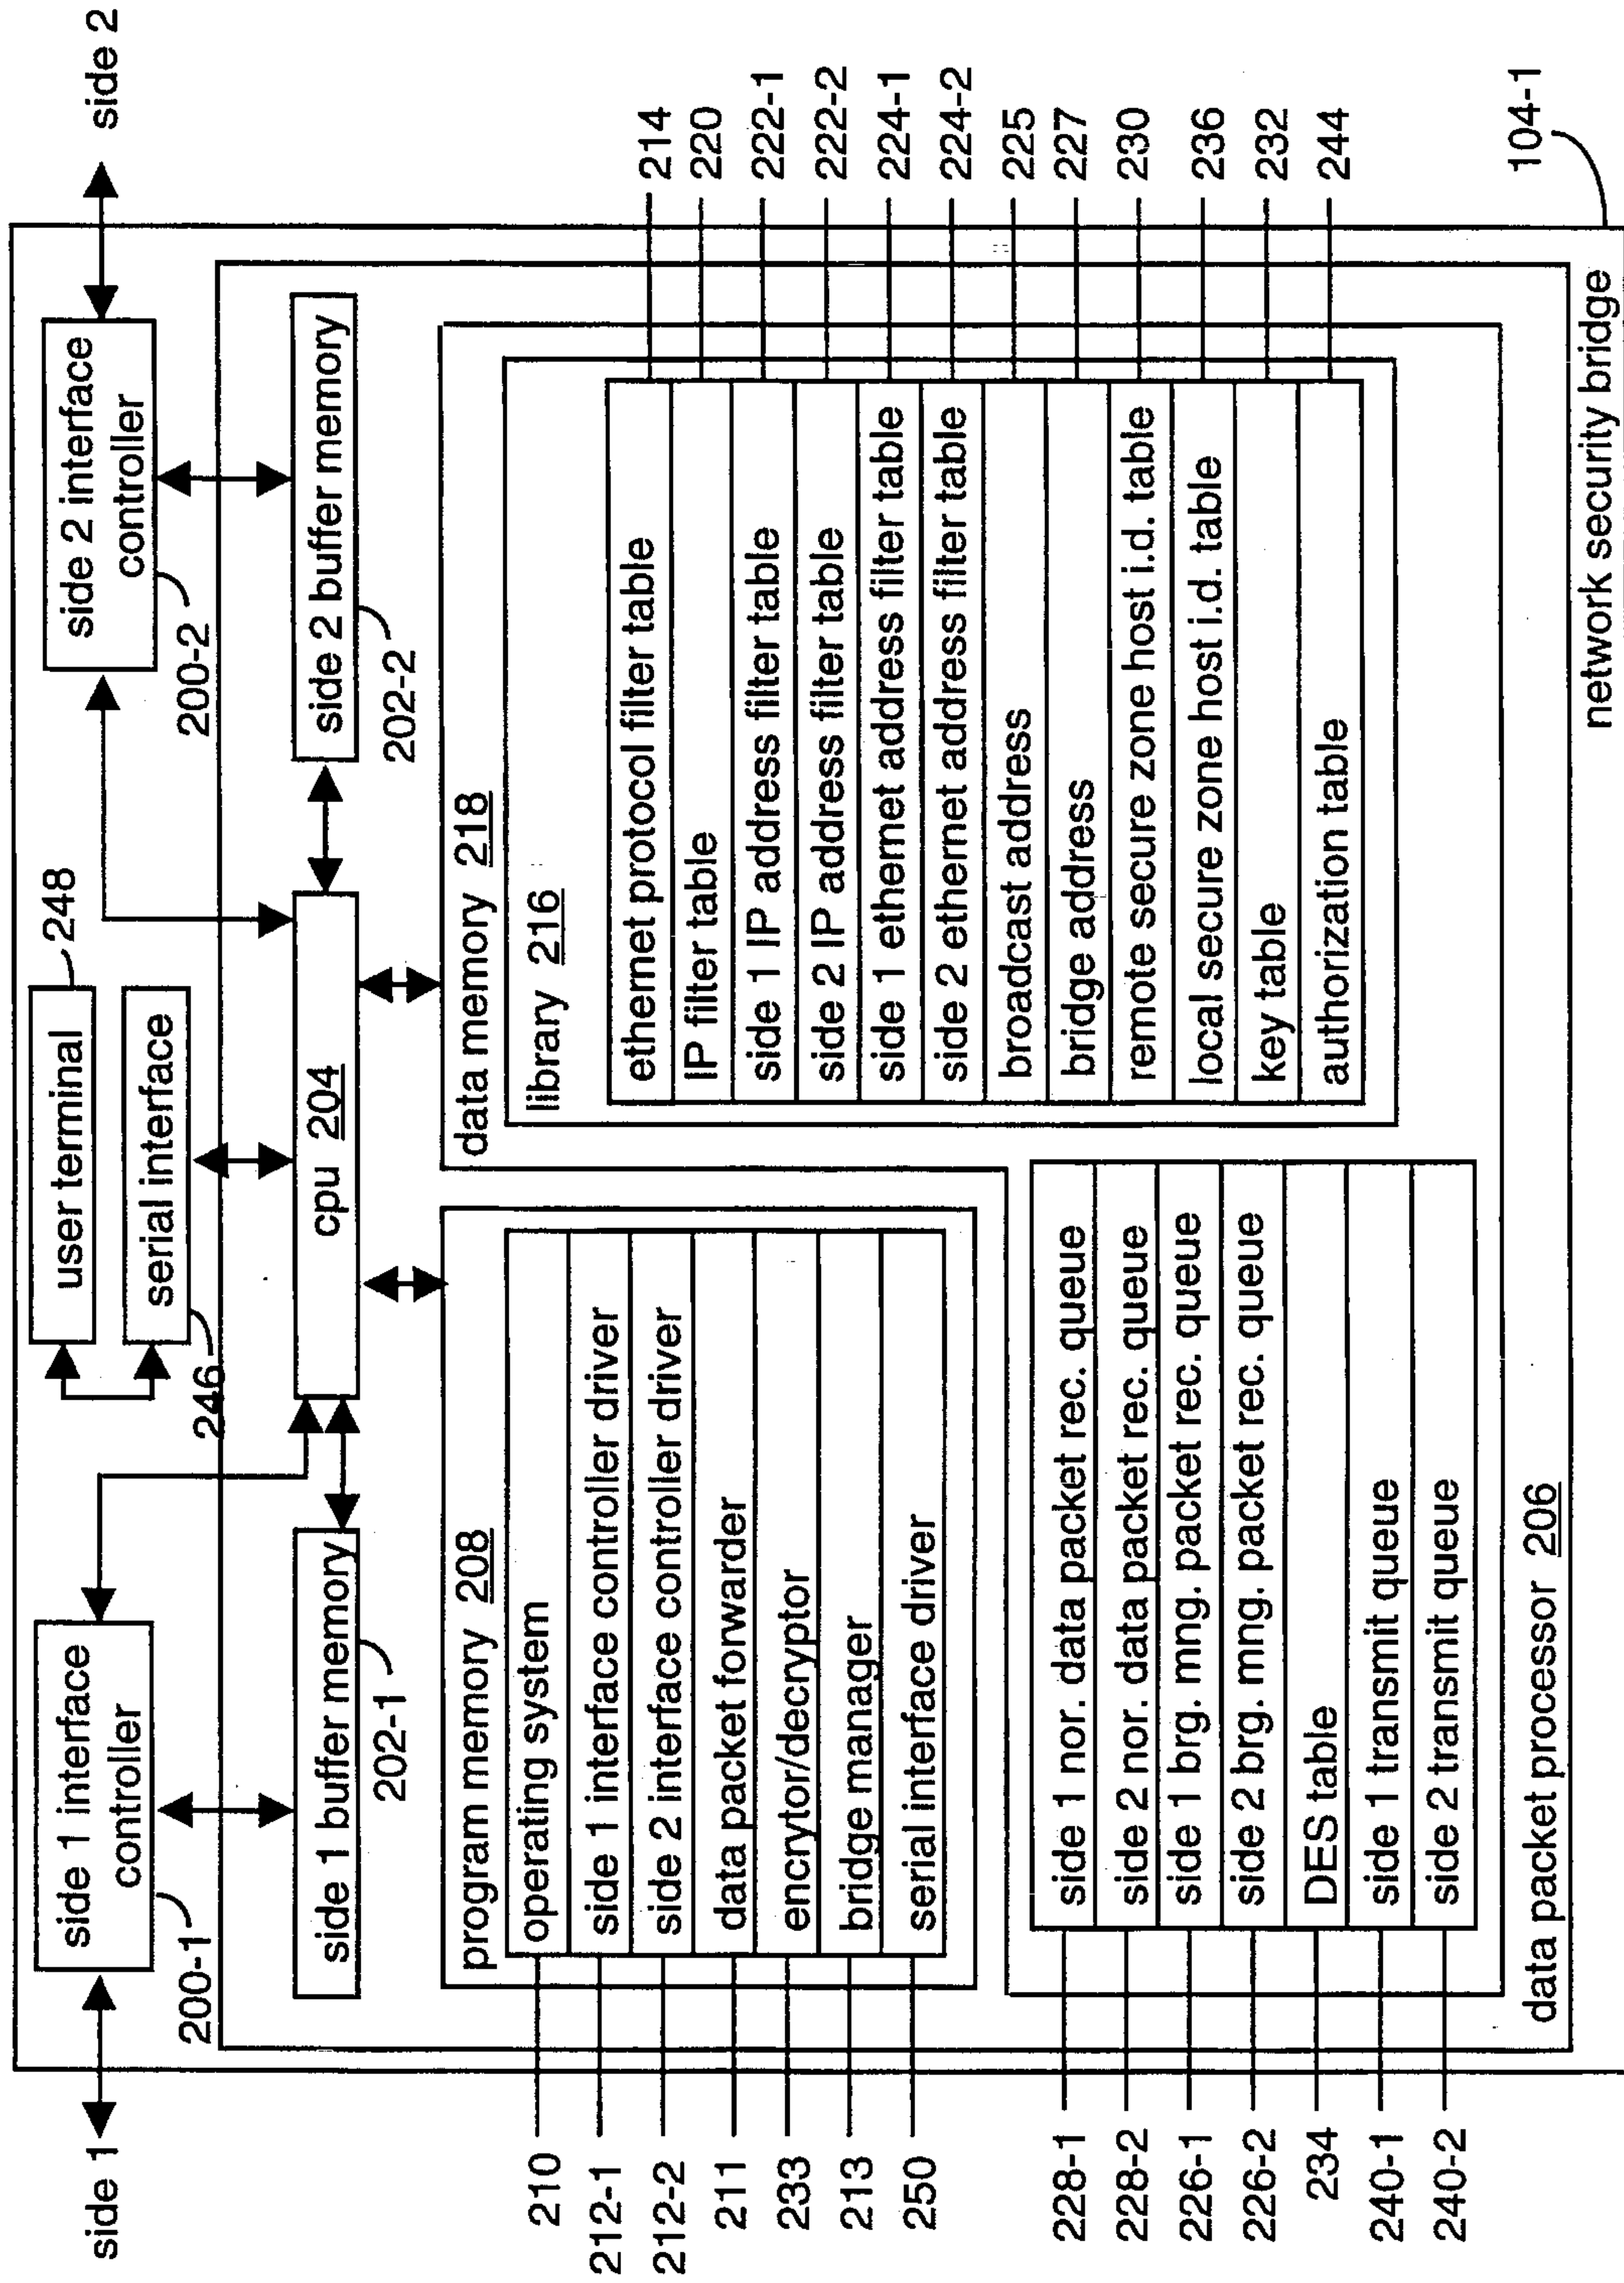 side 1
side 2
side 1 interface
controller
200-1
user terminal
248
serial interface
246
side 2 interface
controller
200-2
side 1 buffer memory
202-1
cpu 204
side 2 buffer memory
202-2
program memory 208
operating system
side 1 interface controller driver
side 2 interface controller driver
data packet forwarder
encrytor/decryptor
bridge manager
serial interface driver
210
212-1
212-2
211
233
213
250
data memory 218
library 216
ethernet protocol filter table
IP filter table
side 1 IP address filter table
side 2 IP address filter table
side 1 ethernet address filter table
side 2 ethernet address filter table
broadcast address
bridge address
remote secure zone host i.d. table
local secure zone host i.d. table
key table
authorization table
214
220
222-1
222-2
224-1
224-2
225
227
230
236
232
244
side 1 nor. data packet rec. queue
side 2 nor. data packet rec. queue
side 1 brg. mng. packet rec. queue
side 2 brg. mng. packet rec. queue
DES table
side 1 transmit queue
side 2 transmit queue
228-1
228-2
226-1
226-2
234
240-1
240-2
data packet processor 206
network security bridge
104-1